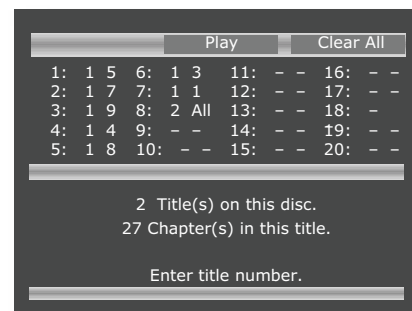 Play Clear All
1: 1 5 6: 1 3 11: – – 16: – –
2: 1 7 7: 1 1 12: – – 17: – –
3: 1 9 8: 2 All 13: – – 18: –
4: 1 4 9: – – 14: – – 19: – –
5: 1 8 10: – – 15: – – 20: – –
2 Title(s) on this disc.
27 Chapter(s) in this title.
Enter title number.